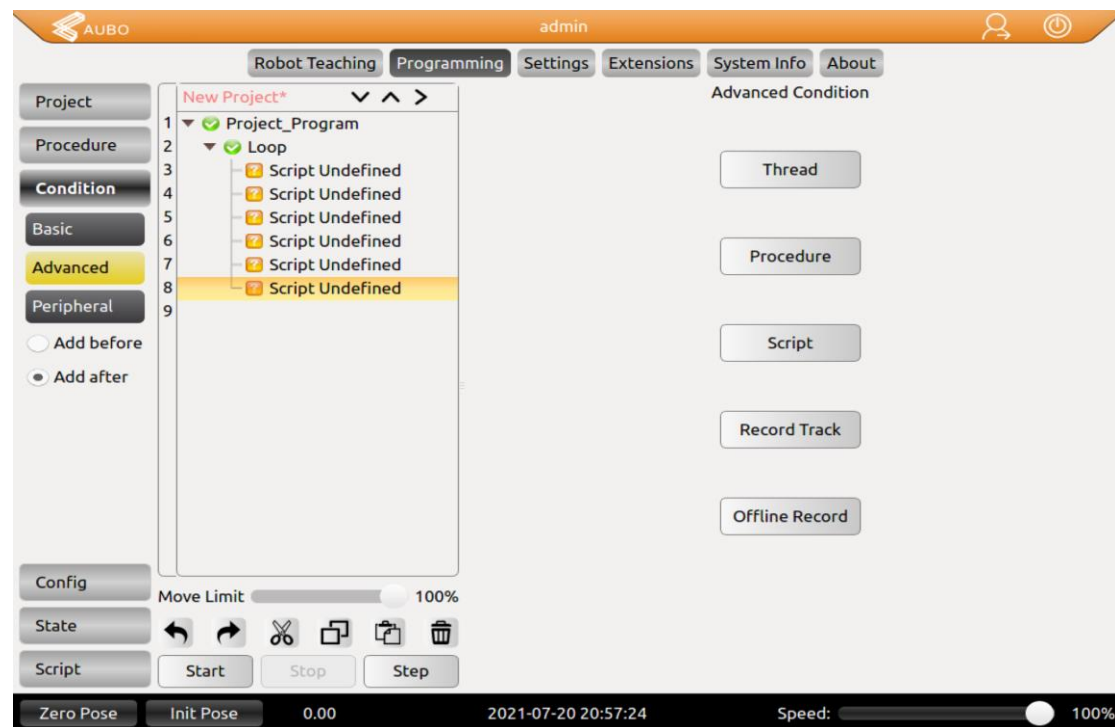 AUBO
admin
Robot Teaching Programming Settings Extensions System Info About
Project
Procedure
Condition
Basic
Advanced
Peripheral
Add before
Add after
Config
State
Script
New Project*
1 Project_Program
2 Loop
3 Script Undefined
4 Script Undefined
5 Script Undefined
6 Script Undefined
7 Script Undefined
8 Script Undefined
9
Move Limit 100%
Start Stop Step
Advanced Condition
Thread
Procedure
Script
Record Track
Offline Record
Zero Pose Init Pose 0.00 2021-07-20 20:57:24 Speed: 100%